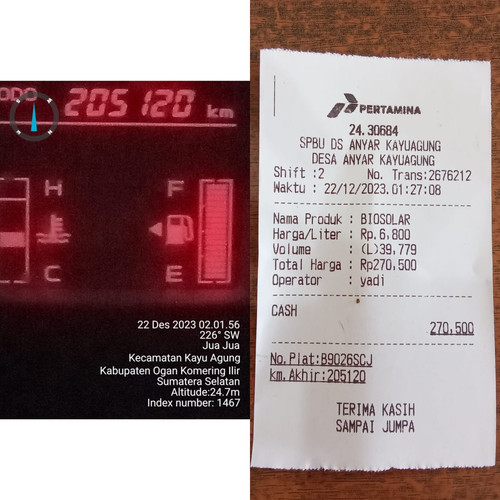 ODO 205120 km
H F
C E
22 Des 2023 02.01.56
226° SW
Jua Jua
Kecamatan Kayu Agung
Kabupaten Ogan Komering Ilir
Sumatera Selatan
Altitude:24.7m
Index number: 1467
PERTAMINA
24.30684
SPBU DS ANYAR KAYUAGUNG
DESA ANYAR KAYUAGUNG
Shift :2 No. Trans:2676212
Waktu : 22/12/2023.01:27:08
Nama Produk : BIOSOLAR
Harga/Liter : Rp.6,800
Volume : (L)39,779
Total Harga : Rp270,500
Operator : yadi
CASH
270,500
No.Plat:B9026SCJ
km.Akhir:205120
TERIMA KASIH
SAMPAI JUMPA